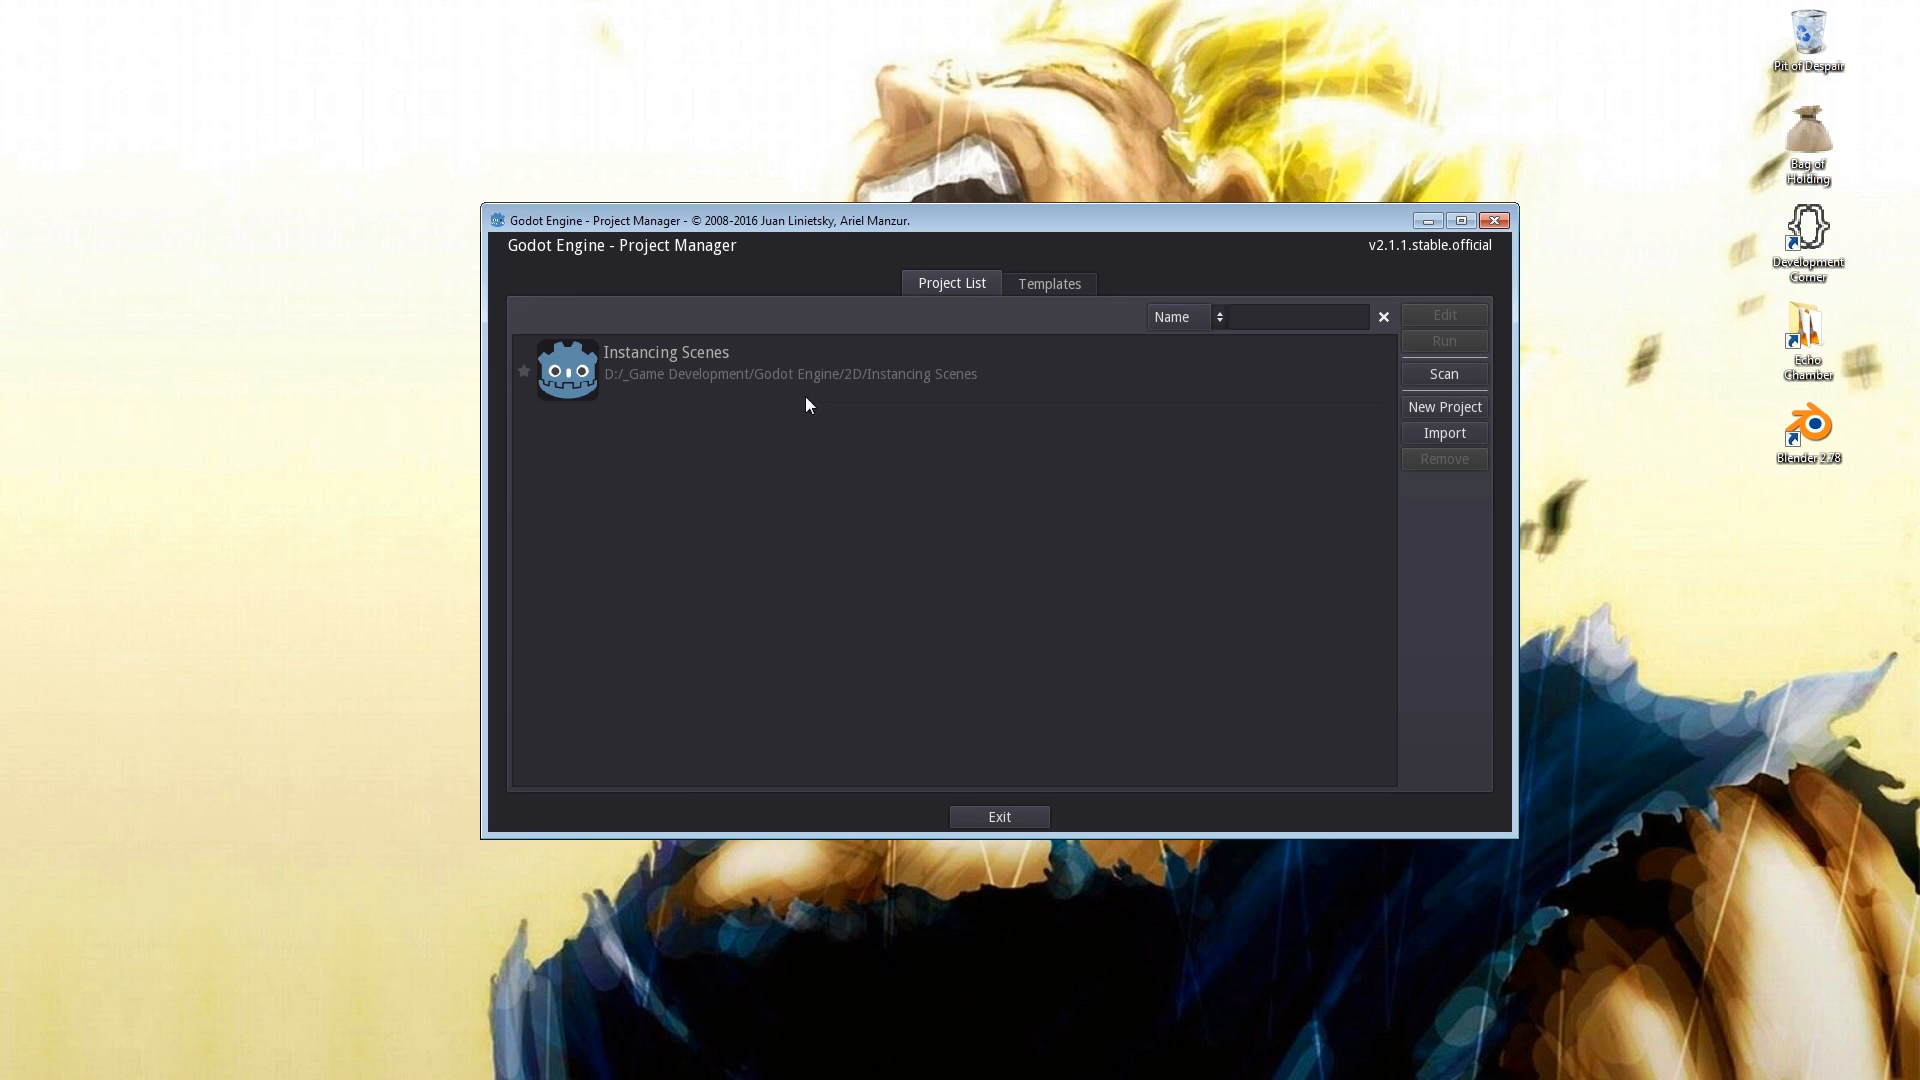 Pit of Despair
Bag of
Holding
Development
Corner
Echo
Chamber
Blender 2.78
Godot Engine - Project Manager - © 2008-2016 Juan Linietsky, Ariel Manzur.
Godot Engine - Project Manager
v2.1.1.stable.official
Project List
Templates
Name
Edit
Run
Scan
New Project
Import
Remove
Instancing Scenes
D:/_Game Development/Godot Engine/2D/Instancing Scenes
Exit